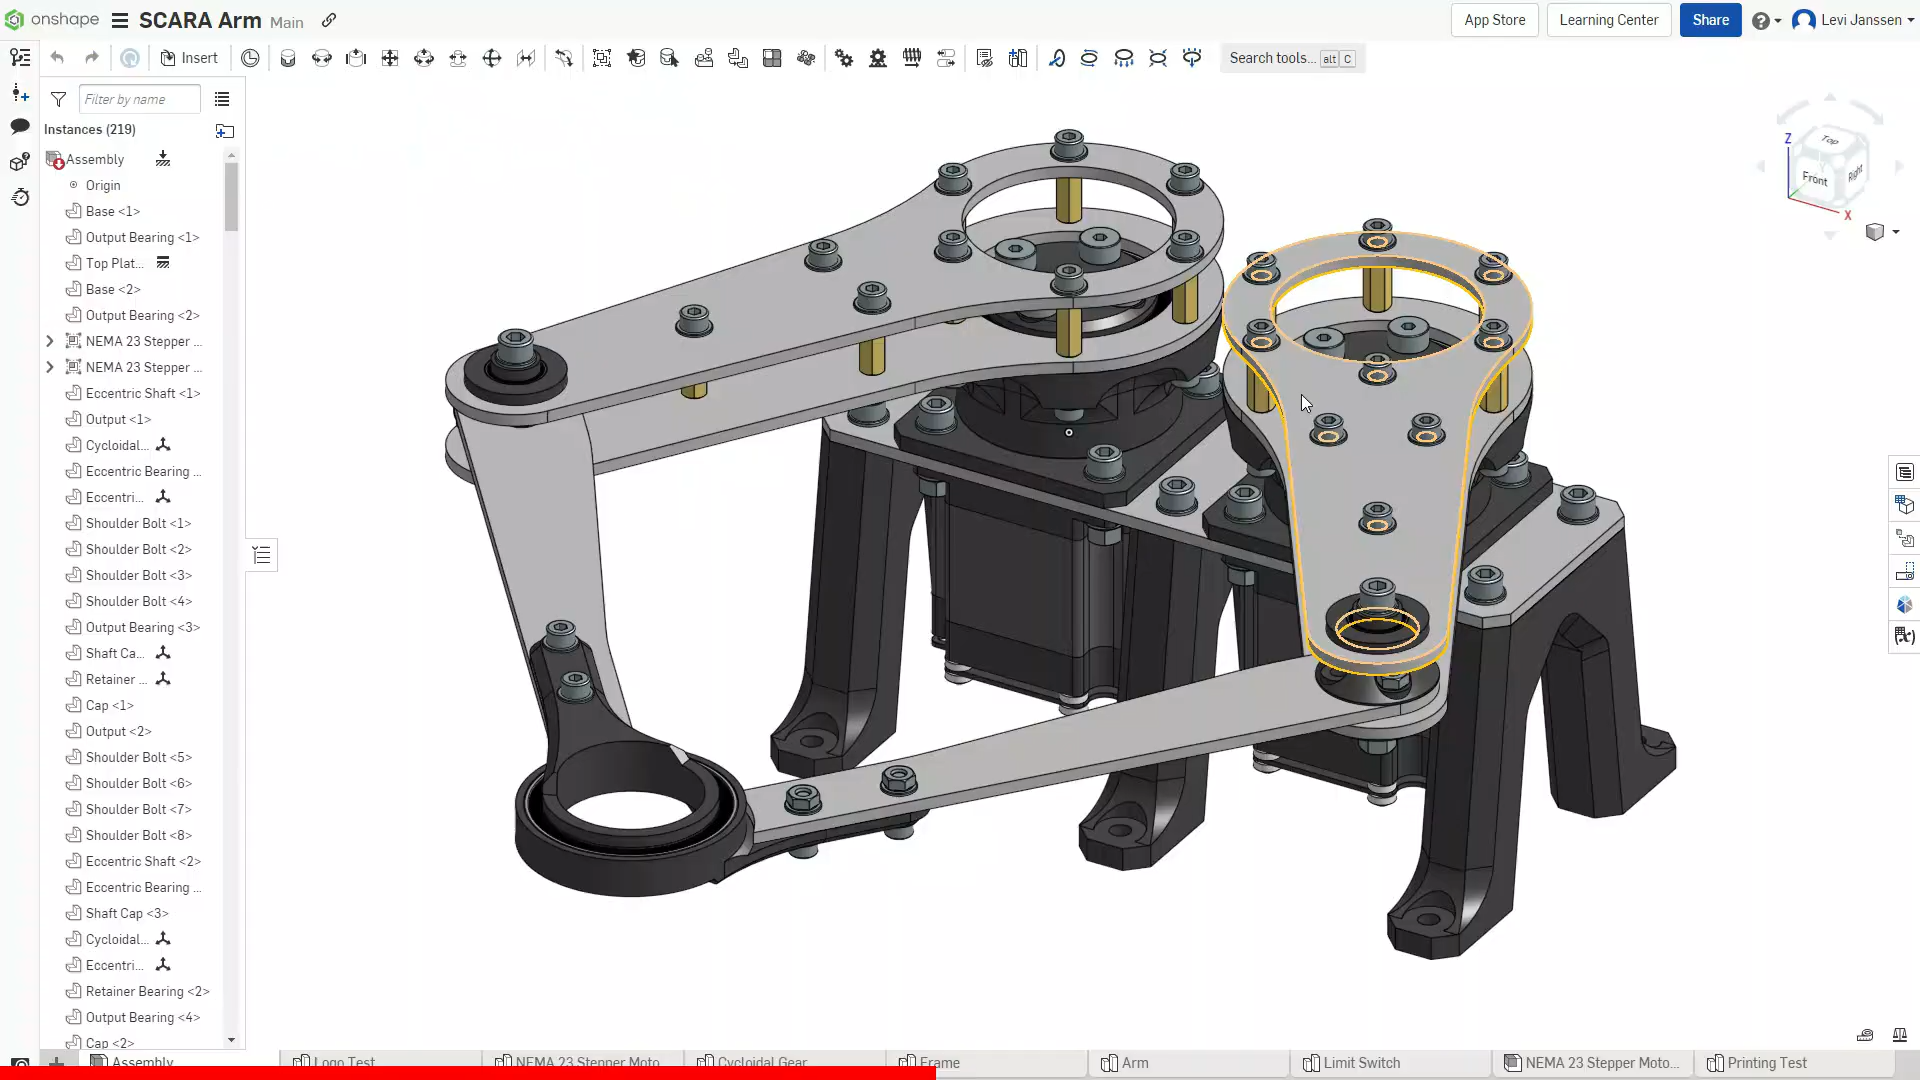 onshape SCARA Arm Main App Store Learning Center Share Levi Janssen
Insert Search tools... alt C
Filter by name
Instances (219)
Assembly
Origin
Base <1>
Output Bearing <1>
Top Plat...
Base <2>
Output Bearing <2>
NEMA 23 Stepper ...
NEMA 23 Stepper ...
Eccentric Shaft <1>
Output <1>
Cycloidal...
Eccentric Bearing ...
Eccentri...
Shoulder Bolt <1>
Shoulder Bolt <2>
Shoulder Bolt <3>
Shoulder Bolt <4>
Output Bearing <3>
Shaft Ca...
Retainer ...
Cap <1>
Output <2>
Shoulder Bolt <5>
Shoulder Bolt <6>
Shoulder Bolt <7>
Shoulder Bolt <8>
Eccentric Shaft <2>
Eccentric Bearing ...
Shaft Cap <3>
Cycloidal...
Eccentri...
Retainer Bearing <2>
Output Bearing <4>
Cap <2>
Z
Top
Front
Right
X
(x)
Assembly Logo Test NEMA 23 Stepper Moto... Cycloidal Gear Frame Arm Limit Switch NEMA 23 Stepper Moto... Printing Test